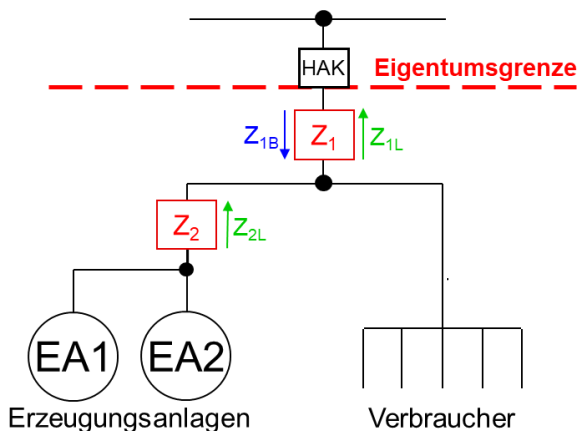 HAK
Eigentumsgrenze
Z1B
Z1
Z1L
Z2
Z2L
EA1
EA2
Erzeugungsanlagen
Verbraucher